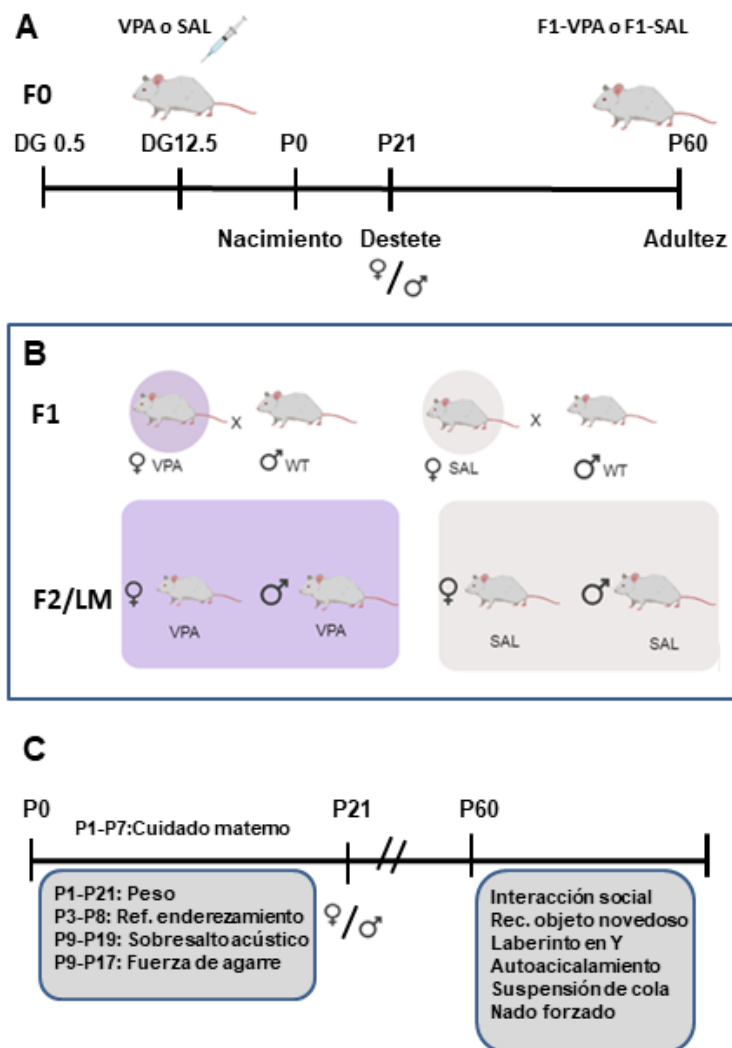 A
VPA o SAL
F1-VPA o F1-SAL
F0
DG 0.5 DG12.5 P0 P21 P60
Nacimiento Destete Adultez
♀/♂
B
F1
X X
♀ VPA ♂ WT ♀ SAL ♂ WT
F2/LM ♀ ♂ ♀ ♂
VPA VPA SAL SAL
C
P0 P21 P60
P1-P7:Cuidado materno
P1-P21: Peso
P3-P8: Ref. enderezamiento
P9-P19: Sobresalto acústico
P9-P17: Fuerza de agarre
♀/♂
Interacción social
Rec. objeto novedoso
Laberinto en Y
Autoacicalamiento
Suspensión de cola
Nado forzado